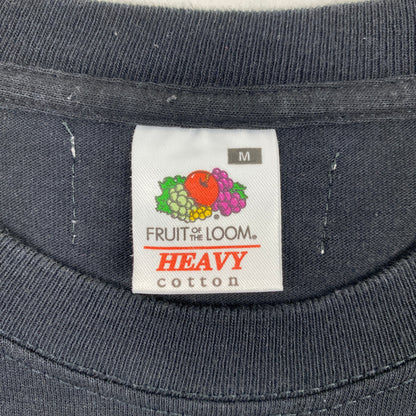 M
FRUIT OF THE LOOM®
HEAVY
cotton